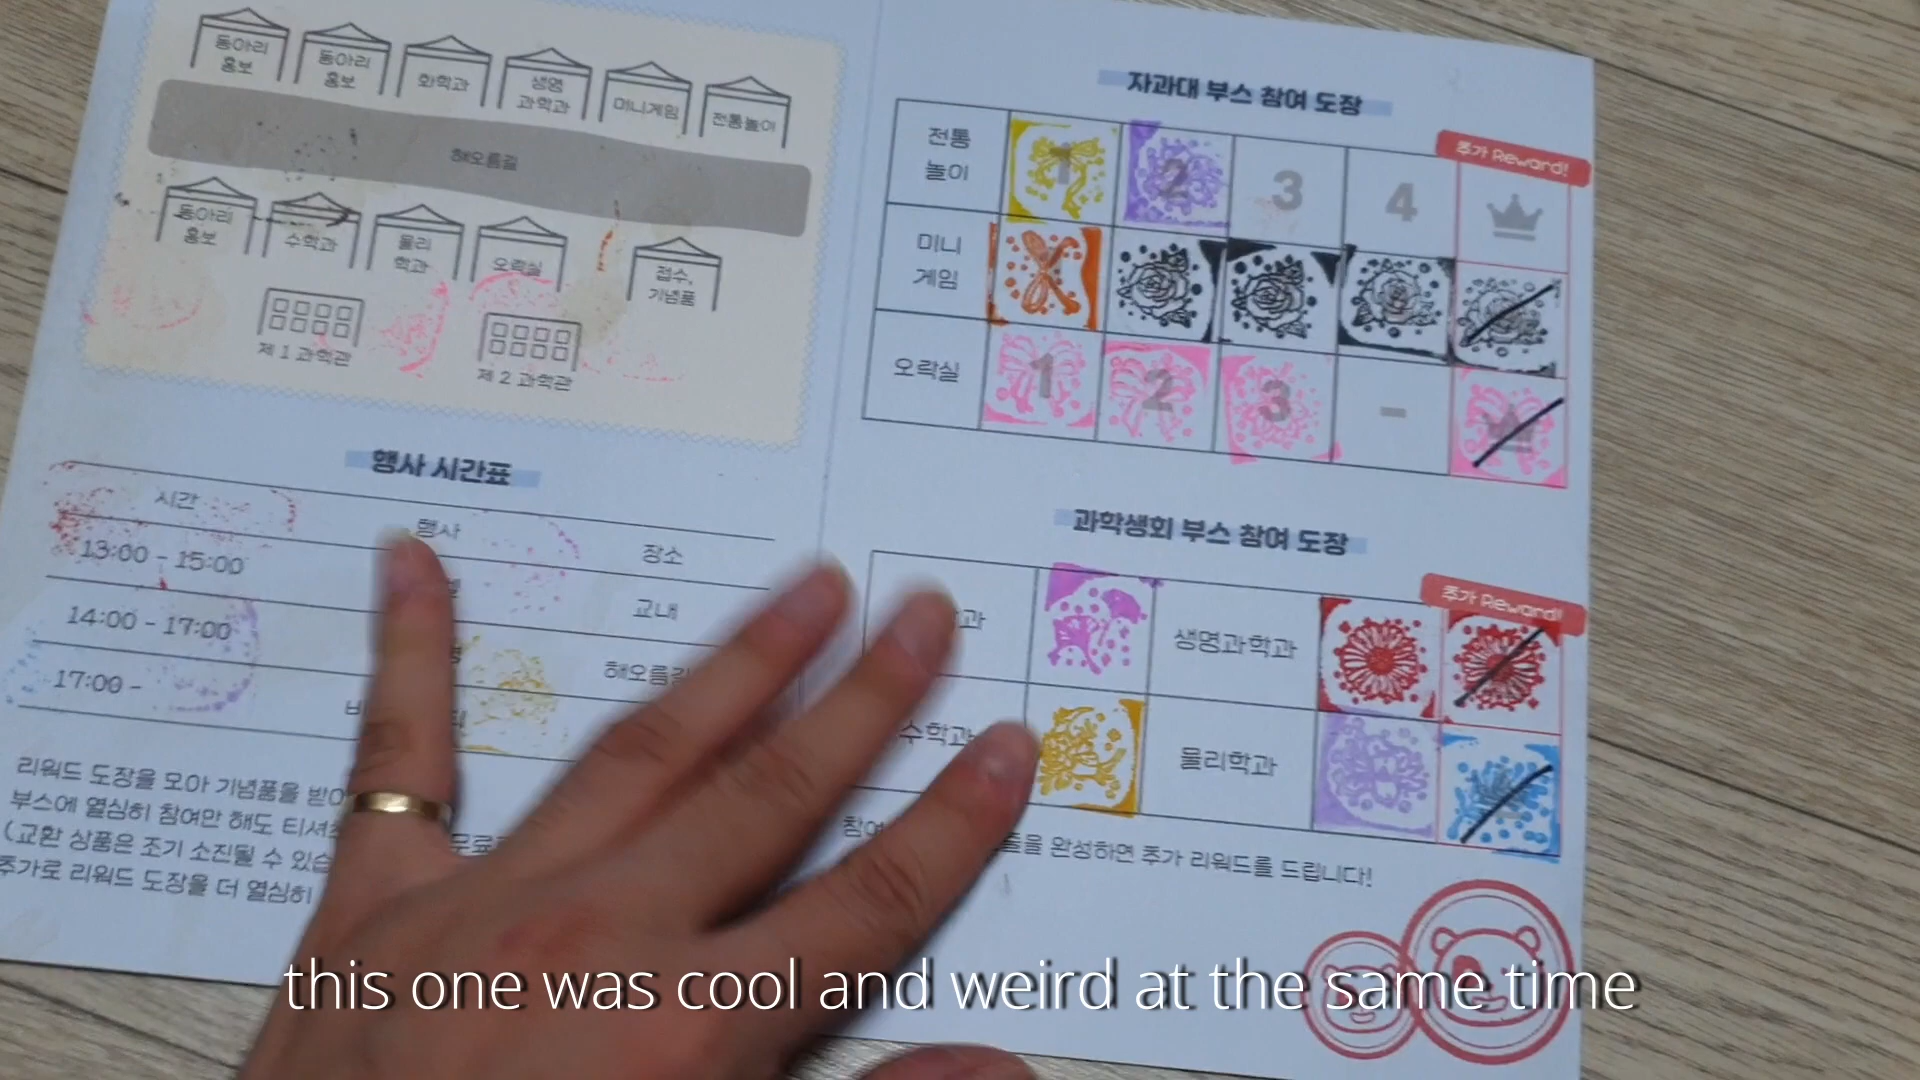 동아리
홍보
동아리
홍보
화학과
생명
과학과
미니게임
전통놀이
해오름길
동아리
홍보
수학과
물리
학과
오락실
접수,
기념품
제 1 과학관
제 2 과학관
행사 시간표
시간
행사
장소
13:00 - 15:00
교내
14:00 - 17:00
해오름길
17:00 -
리워드 도장을 모아 기념품을
부스에 열심히 참여만 해도
(교환 상품은 조기 소진될 수
추가로 리워드 도장을 더 열심히
자과대 부스 참여 도장
추가 Reward!
전통
놀이
1
2
3
4
미니
게임
오락실
1
2
3
-
과학생회 부스 참여 도장
추가 Reward!
생명과학과
수학과
물리학과
완성하면 추가 리워드를 드립니다!
this one was cool and weird at the same time